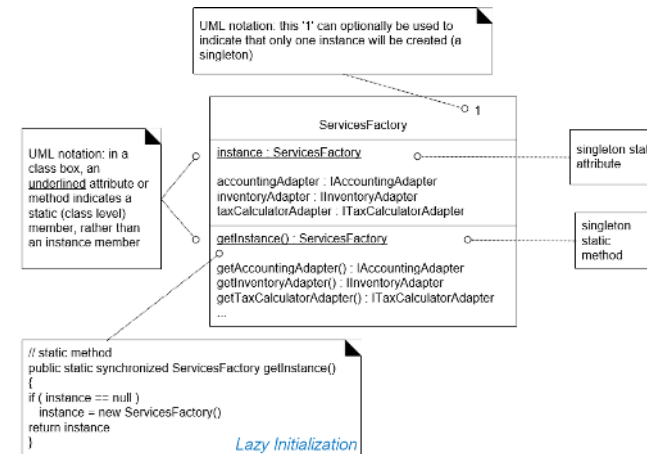 UML notation: this '1' can optionally be used to
indicate that only one instance will be created (a
singleton)
1
ServicesFactory
UML notation: in a
class box, an
underlined attribute or
method indicates a
static (class level)
member, rather than
an instance member
instance : ServicesFactory
accountingAdapter : IAccountingAdapter
inventoryAdapter : IInventoryAdapter
taxCalculatorAdapter : ITaxCalculatorAdapter
singleton stat
attribute
getInstance() : ServicesFactory
getAccountingAdapter() : IAccountingAdapter
getInventoryAdapter() : IInventoryAdapter
getTaxCalculatorAdapter() : ITaxCalculatorAdapter
...
singleton
static
method
// static method
public static synchronized ServicesFactory getInstance()
{
if ( instance == null )
instance = new ServicesFactory()
return instance
}
Lazy Initialization